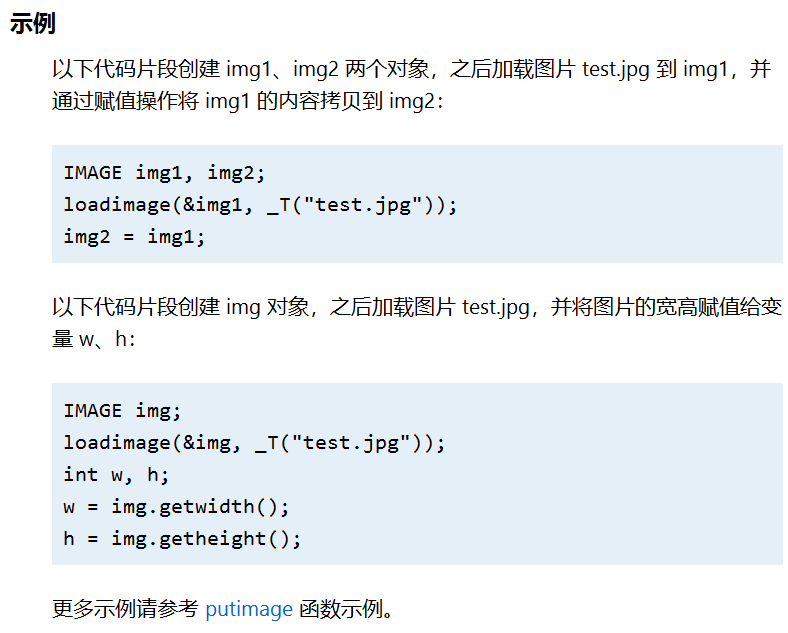 示例
以下代码片段创建 img1、img2 两个对象，之后加载图片 test.jpg 到 img1，并
通过赋值操作将 img1 的内容拷贝到 img2：
IMAGE img1, img2;
loadimage(&img1, _T("test.jpg"));
img2 = img1;
以下代码片段创建 img 对象，之后加载图片 test.jpg，并将图片的宽高赋值给变
量 w、h：
IMAGE img;
loadimage(&img, _T("test.jpg"));
int w, h;
w = img.getwidth();
h = img.getheight();
更多示例请参考 putimage 函数示例。